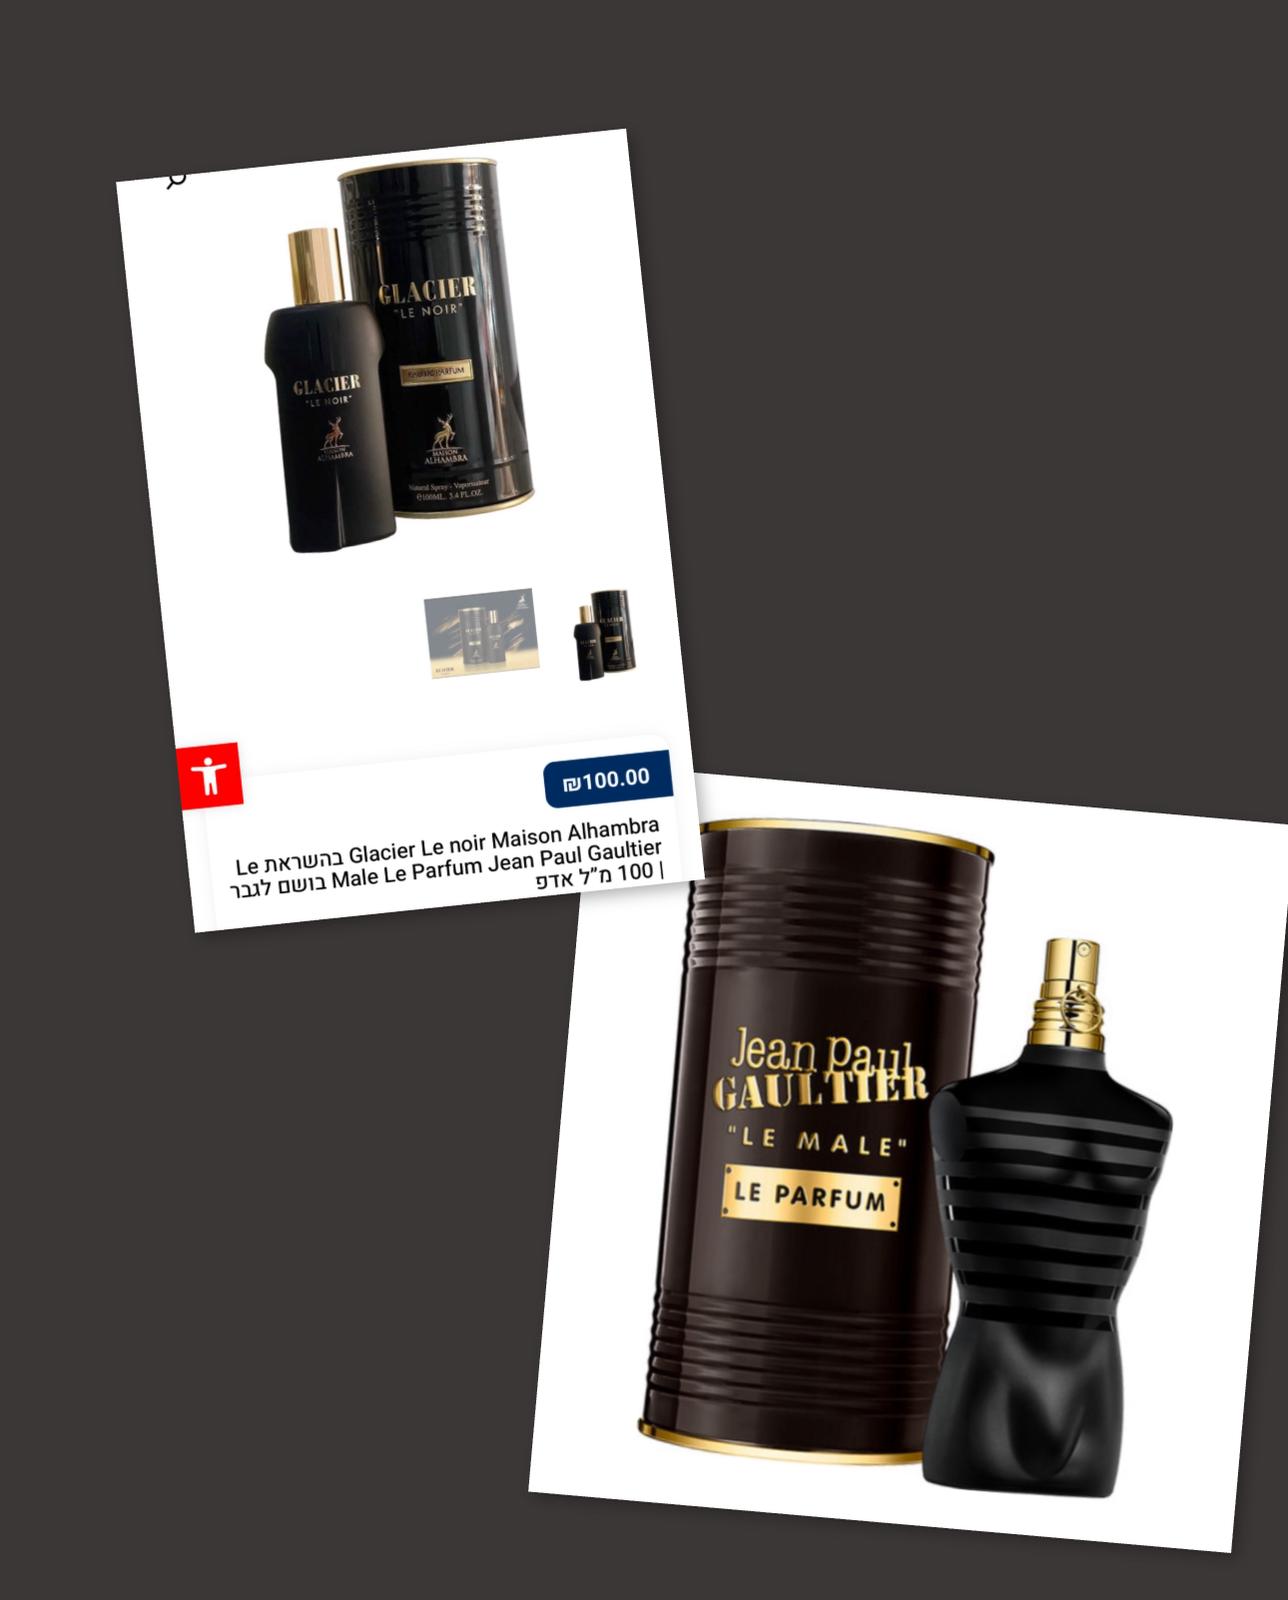 GLACIER
"LE NOIR"
MAISON
ALHAMBRA
Natural Spray - Vaporisateur
℮100ML. 3.4 FL.OZ.
GLACIER
"LE NOIR"
MAISON
ALHAMBRA
₪100.00
Glacier Le noir Maison Alhambra בהשראת Le
Male Le Parfum Jean Paul Gaultier בושם לגבר
| 100 מ"ל אדפ
Jean Paul
GAULTIER
"LE MALE"
LE PARFUM